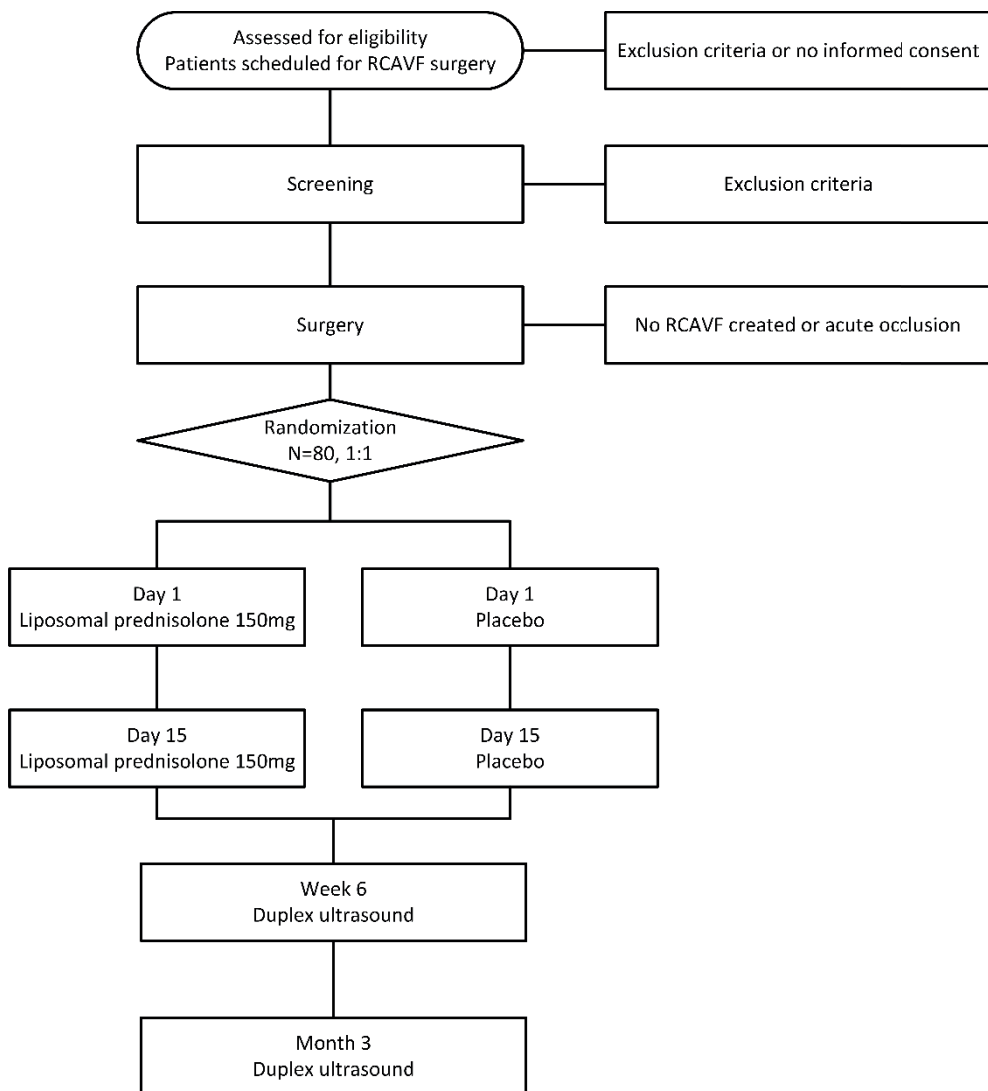 Assessed for eligibility
Patients scheduled for RCAVF surgery
Exclusion criteria or no informed consent
Screening
Exclusion criteria
Surgery
No RCAVF created or acute occlusion
Randomization
N=80, 1:1
Day 1
Liposomal prednisolone 150mg
Day 1
Placebo
Day 15
Liposomal prednisolone 150mg
Day 15
Placebo
Week 6
Duplex ultrasound
Month 3
Duplex ultrasound